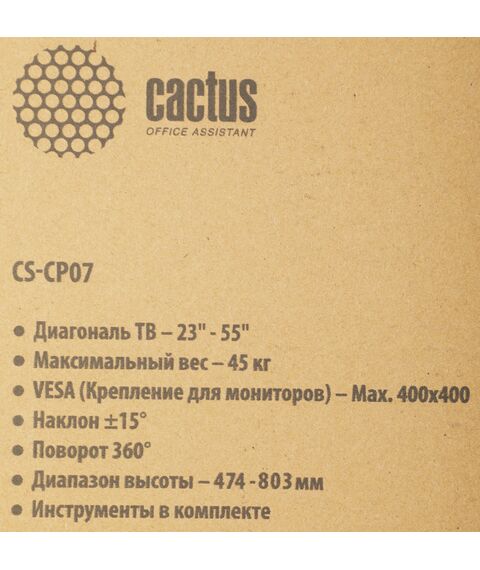 cactus
OFFICE ASSISTANT
CS-CP07
• Диагональ ТВ – 23" - 55"
• Максимальный вес – 45 кг
• VESA (Крепление для мониторов) – Max. 400x400
• Наклон ±15°
• Поворот 360°
• Диапазон высоты – 474 - 803 мм
• Инструменты в комплекте